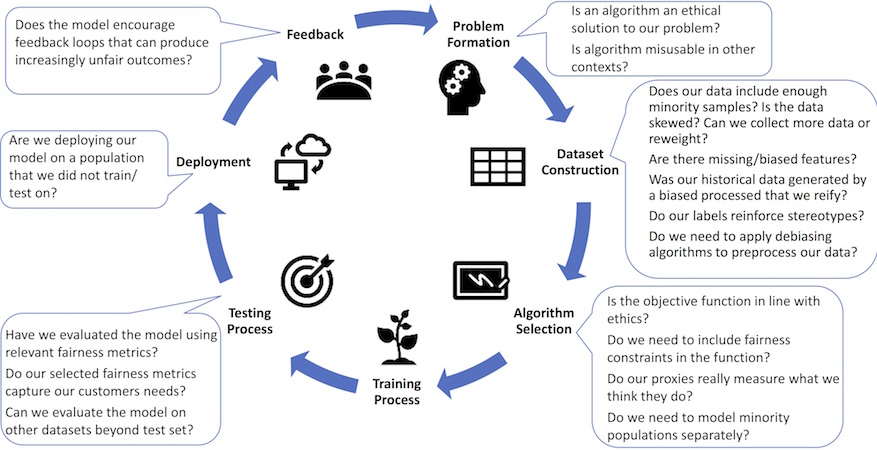 Does the model encourage
feedback loops that can produce
increasingly unfair outcomes?
Feedback
Problem
Formation
Is an algorithm an ethical
solution to our problem?
Is algorithm misusable in other
contexts?
Does our data include enough
minority samples? Is the data
skewed? Can we collect more data or
reweight?
Are there missing/biased features?
Was our historical data generated by
a biased processed that we reify?
Do our labels reinforce stereotypes?
Do we need to apply debiasing
algorithms to preprocess our data?
Dataset
Construction
Are we deploying our
model on a population
that we did not train/
test on?
Deployment
Algorithm
Selection
Is the objective function in line with
ethics?
Do we need to include fairness
constraints in the function?
Do our proxies really measure what we
think they do?
Do we need to model minority
populations separately?
Training
Process
Testing
Process
Have we evaluated the model using
relevant fairness metrics?
Do our selected fairness metrics
capture our customers needs?
Can we evaluate the model on
other datasets beyond test set?